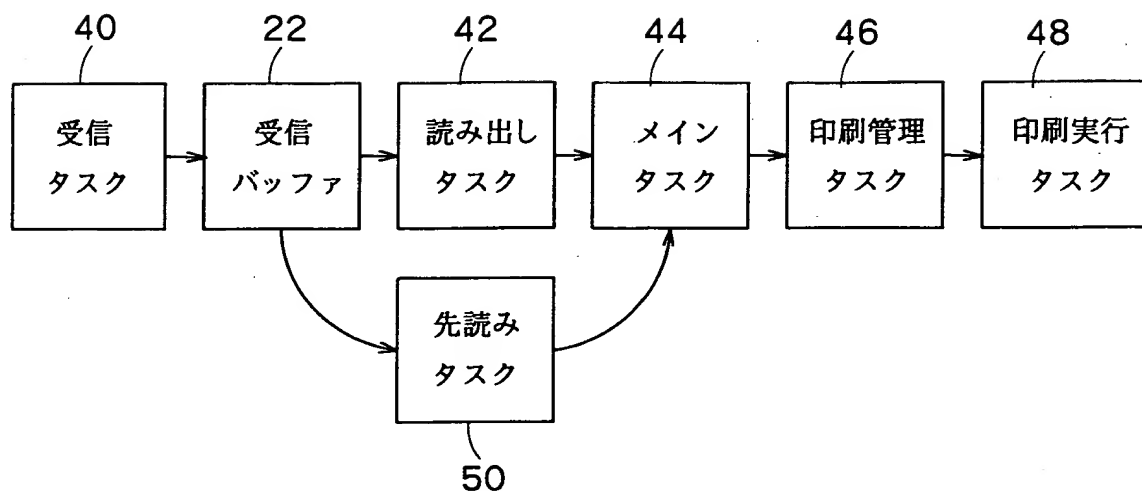 40
22
42
44
46
48
受信
タスク
受信
バッファ
読み出し
タスク
メイン
タスク
印刷管理
タスク
印刷実行
タスク
先読み
タスク
50